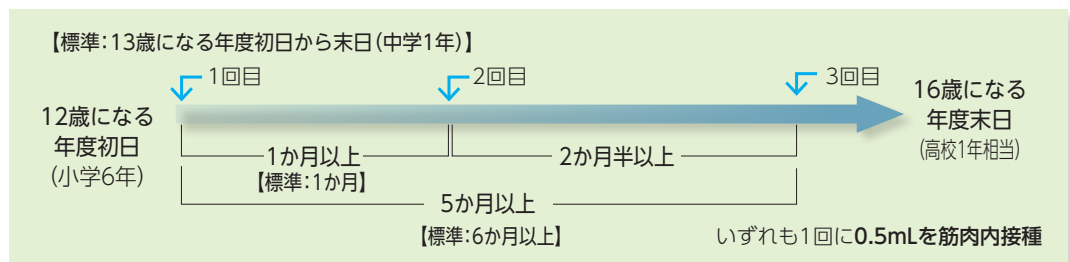 【標準：13歳になる年度初日から末日（中学1年）】
1回目
2回目
3回目
12歳になる
年度初日
（小学6年）
16歳になる
年度末日
（高校1年相当）
1か月以上
【標準：1か月】
2か月半以上
5か月以上
【標準：6か月以上】
いずれも1回に0.5mLを筋肉内接種